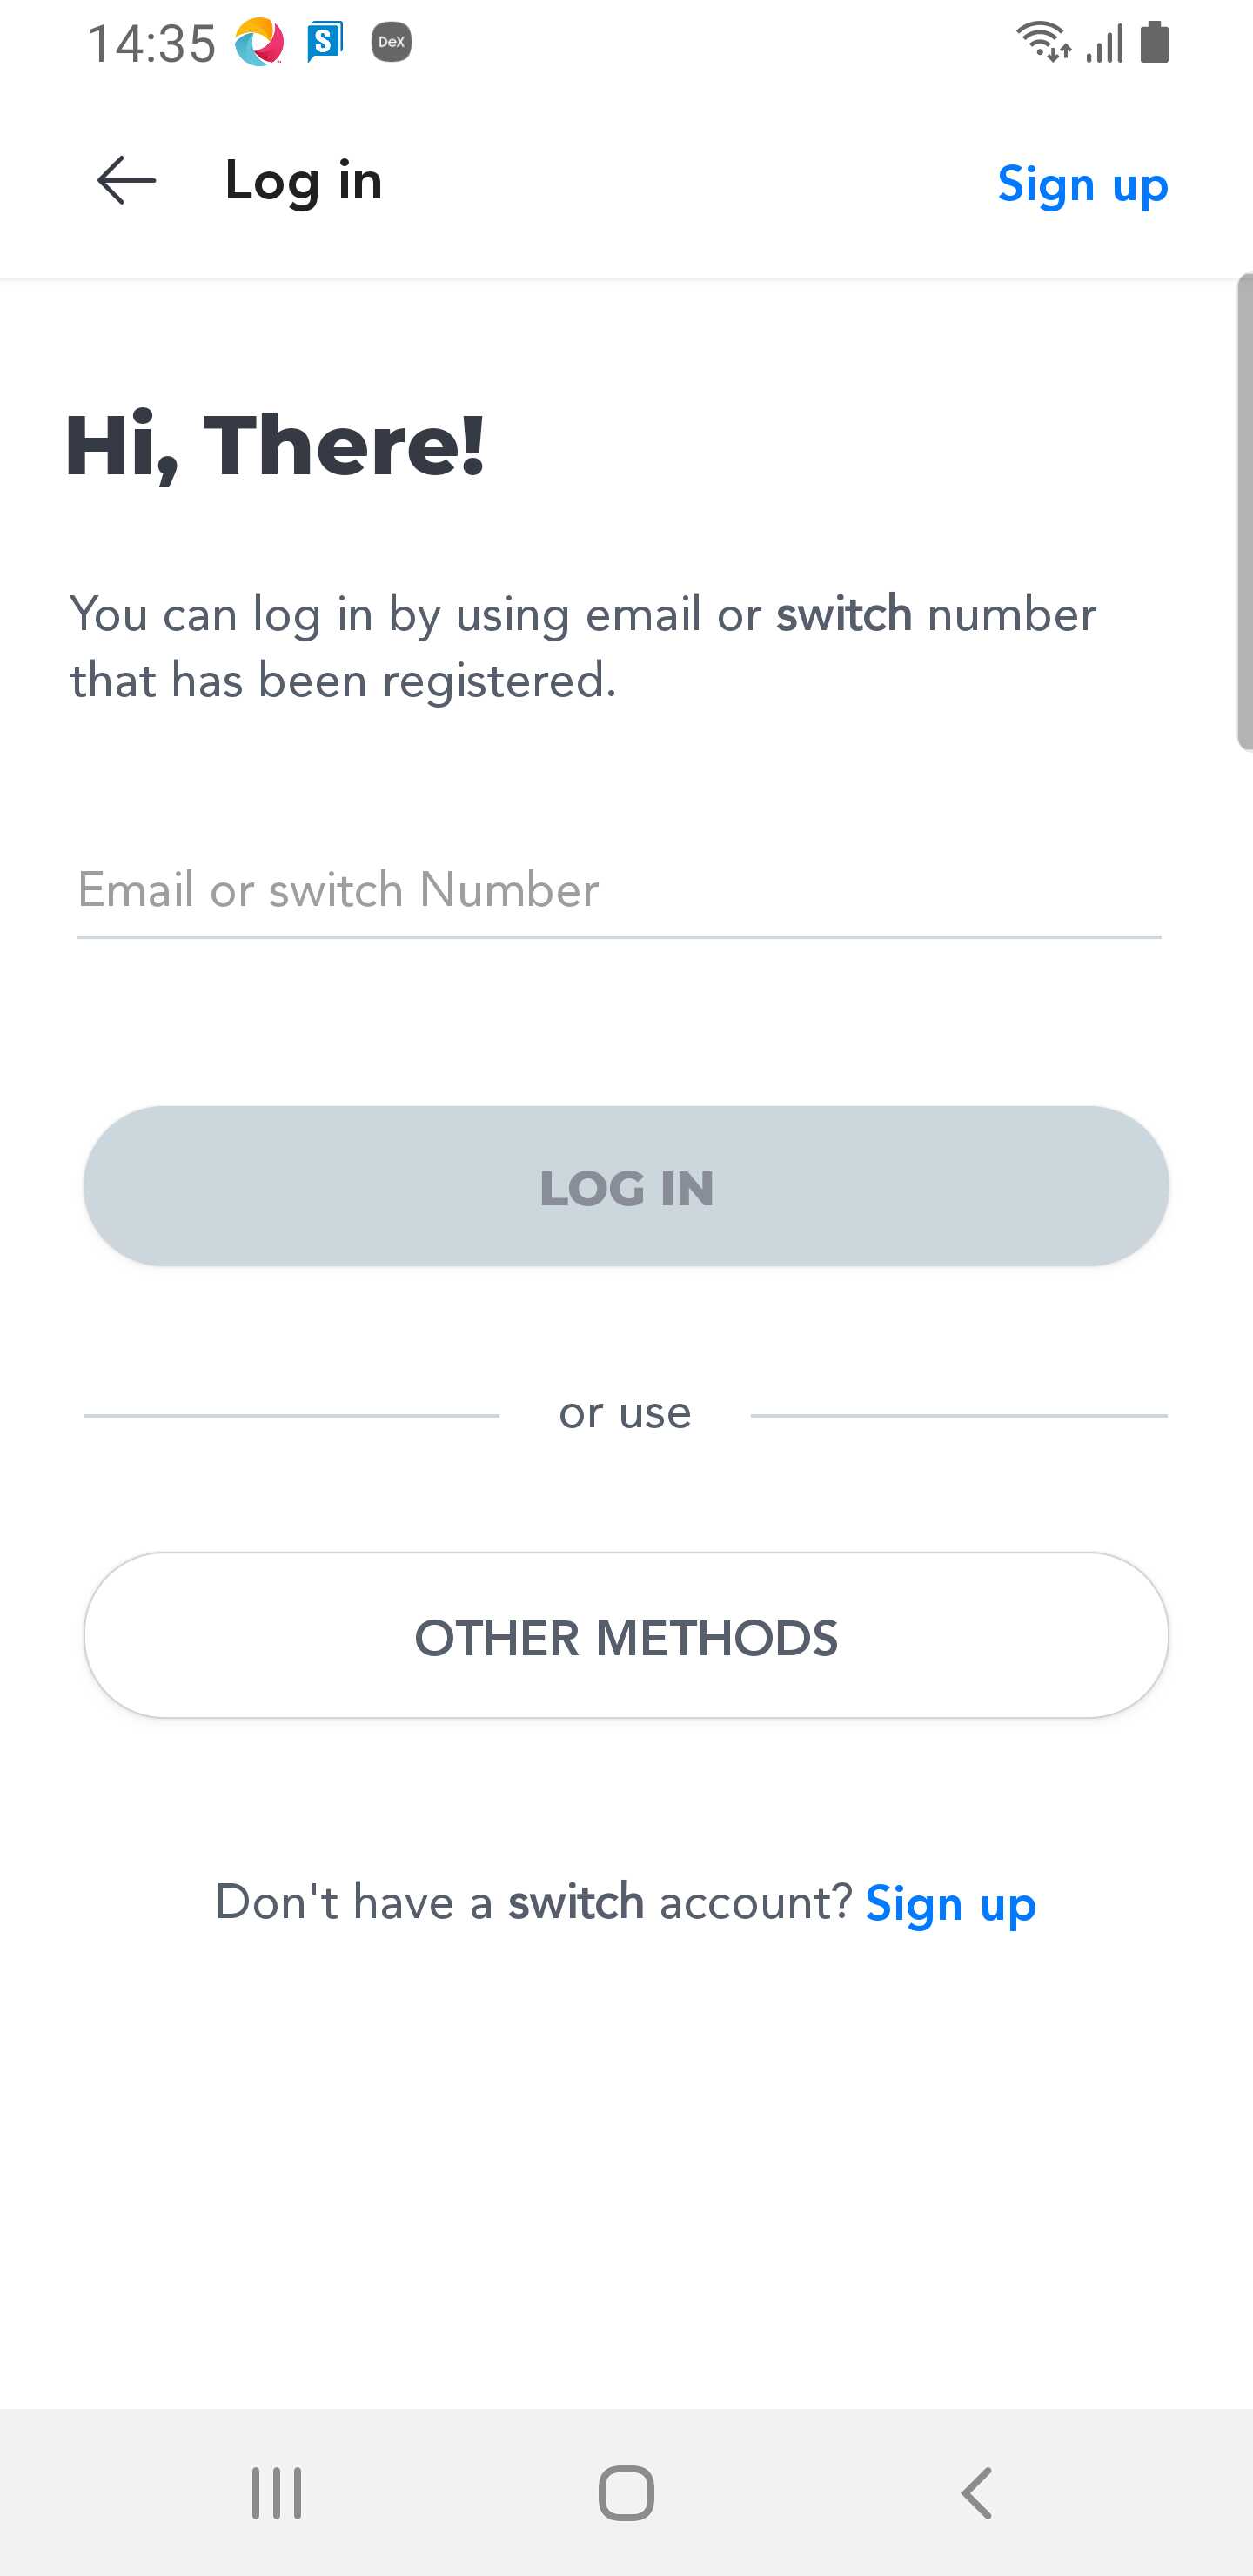 14:35 S DeX
Log in
Sign up
Hi, There!
You can log in by using email or switch number
that has been registered.
Email or switch Number
LOG IN
or use
OTHER METHODS
Don't have a switch account? Sign up